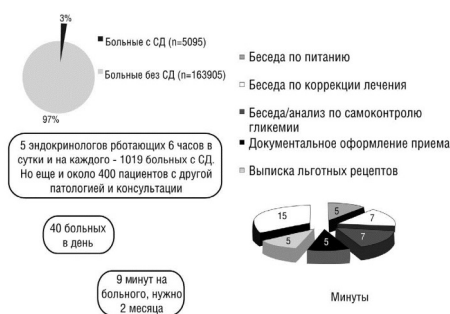 3%
Больные с СД (n=5095)
Больные без СД (n=163905)
97%
5 эндокринологов рботающих 6 часов в
сутки и на каждого - 1019 больных с СД.
Но еще и около 400 пациентов с другой
патологией и консультации
40 больных
в день
9 минут на
больного, нужно
2 месяца
Беседа по питанию
Беседа по коррекции лечения
Беседа/анализ по самоконтролю
гликемии
Документальное оформление приема
Выписка льготных рецептов
15
5
7
5
5
7
Минуты